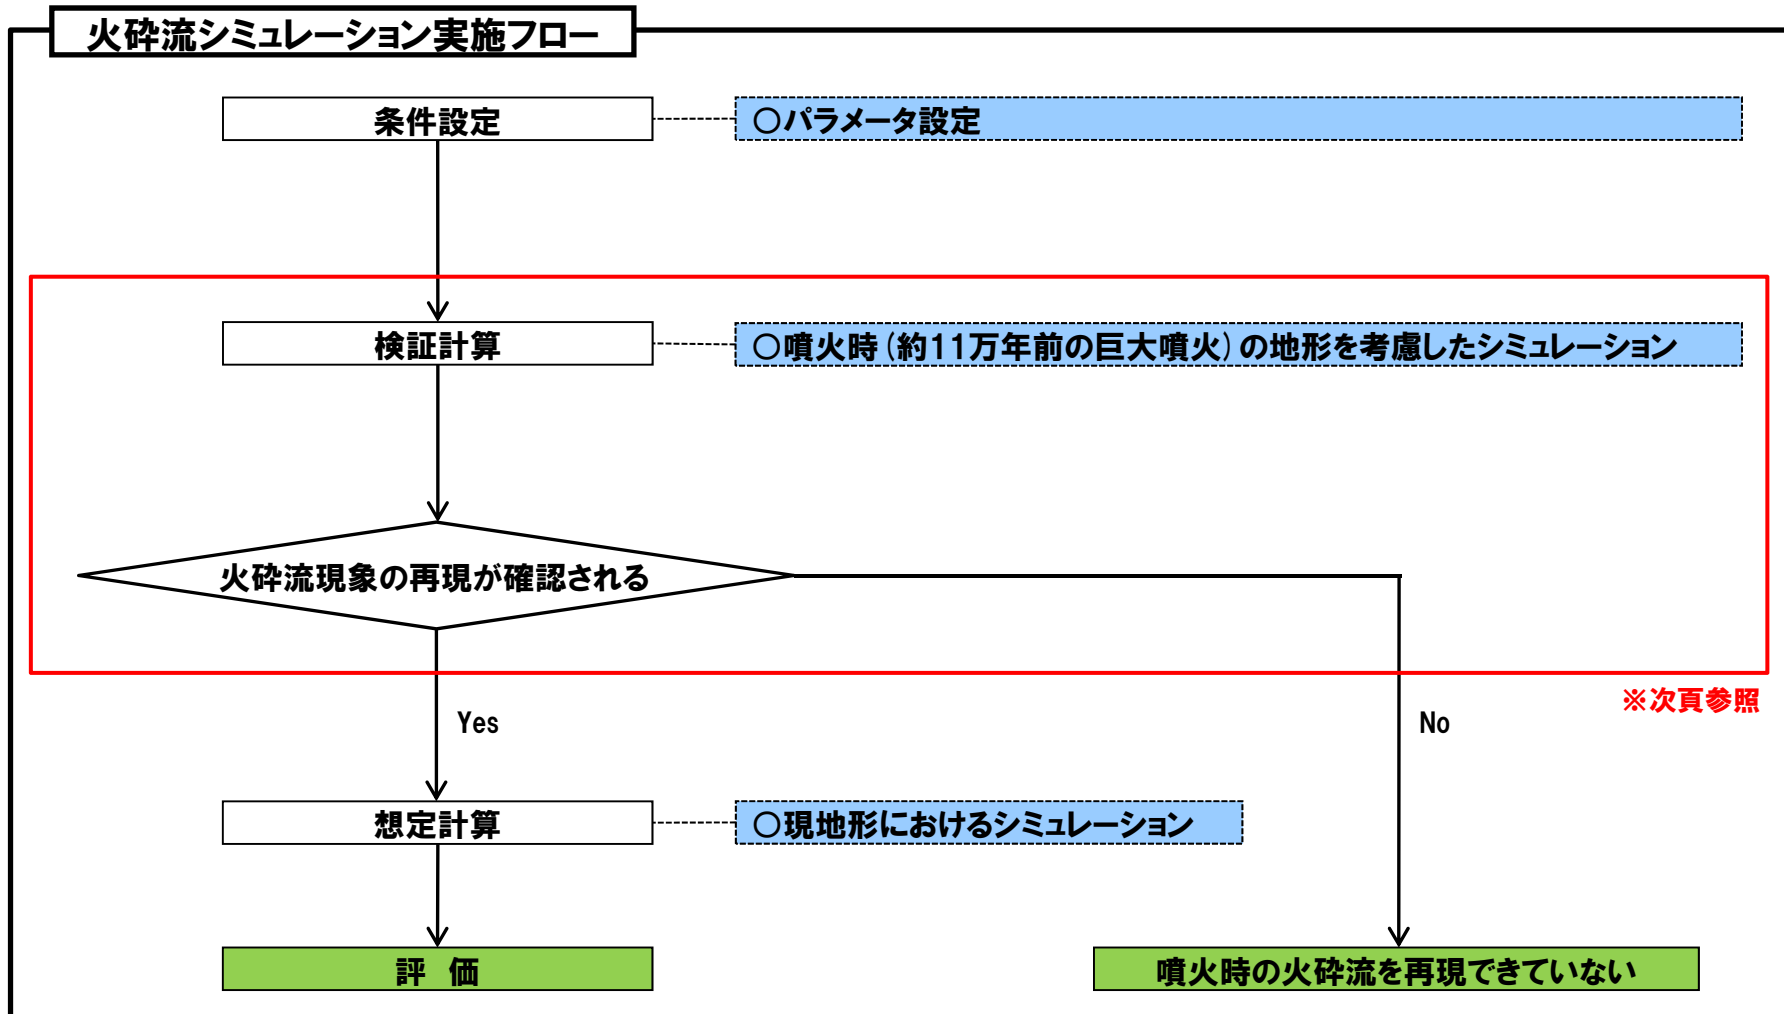 火砕流シミュレーション実施フロー
条件設定
○パラメータ設定
検証計算
○噴火時（約11万年前の巨大噴火）の地形を考慮したシミュレーション
火砕流現象の再現が確認される
※次頁参照
Yes
No
想定計算
○現地形におけるシミュレーション
評　価
噴火時の火砕流を再現できていない